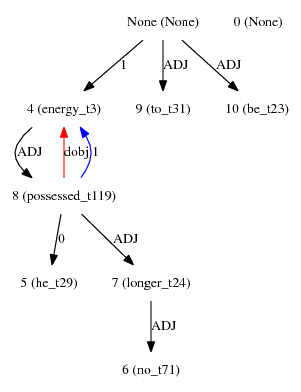 None (None) 0 (None)
1 ADJ ADJ
4 (energy_t3) 9 (to_t31) 10 (be_t23)
ADJ dobj 1
8 (possessed_t119)
0 ADJ
5 (he_t29) 7 (longer_t24)
ADJ
6 (no_t71)